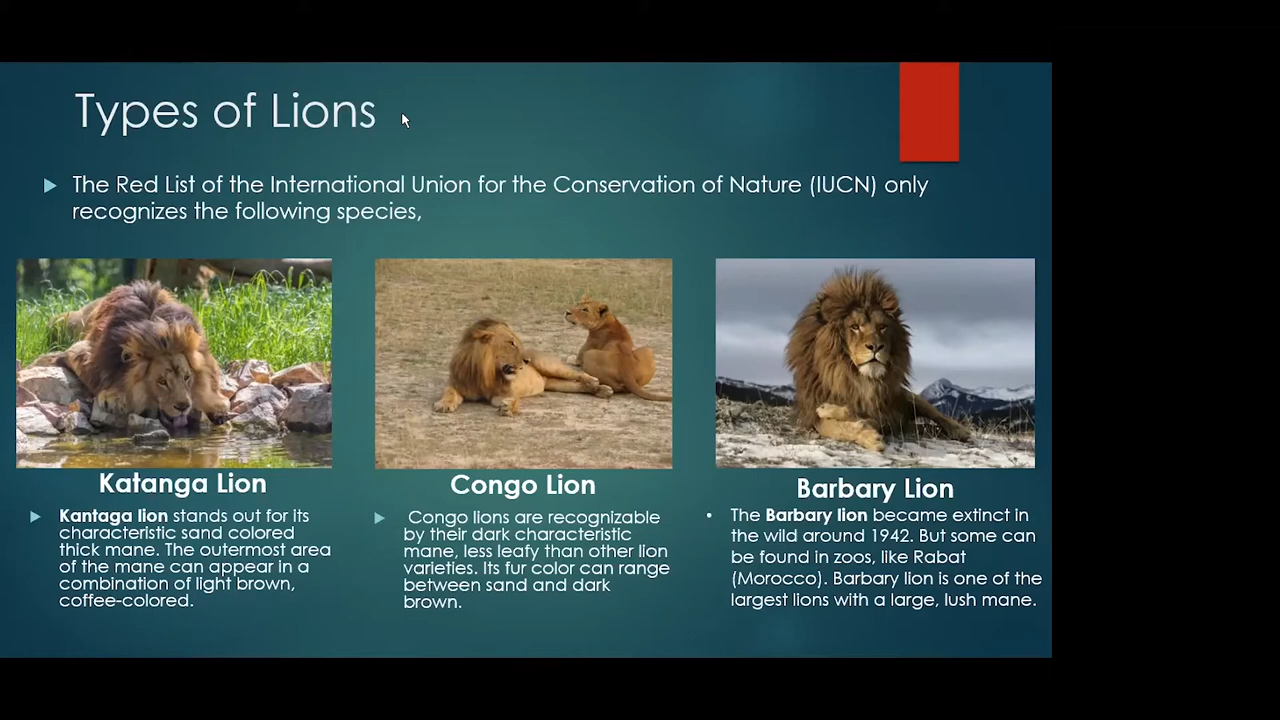 Types of Lions
The Red List of the International Union for the Conservation of Nature (IUCN) only
recognizes the following species,
Katanga Lion
Kantaga lion stands out for its
characteristic sand colored
thick mane. The outermost area
of the mane can appear in a
combination of light brown,
coffee-colored.
Congo Lion
Congo lions are recognizable
by their dark characteristic
mane, less leafy than other lion
varieties. Its fur color can range
between sand and dark
brown.
Barbary Lion
The Barbary lion became extinct in
the wild around 1942. But some can
be found in zoos, like Rabat
(Morocco). Barbary lion is one of the
largest lions with a large, lush mane.